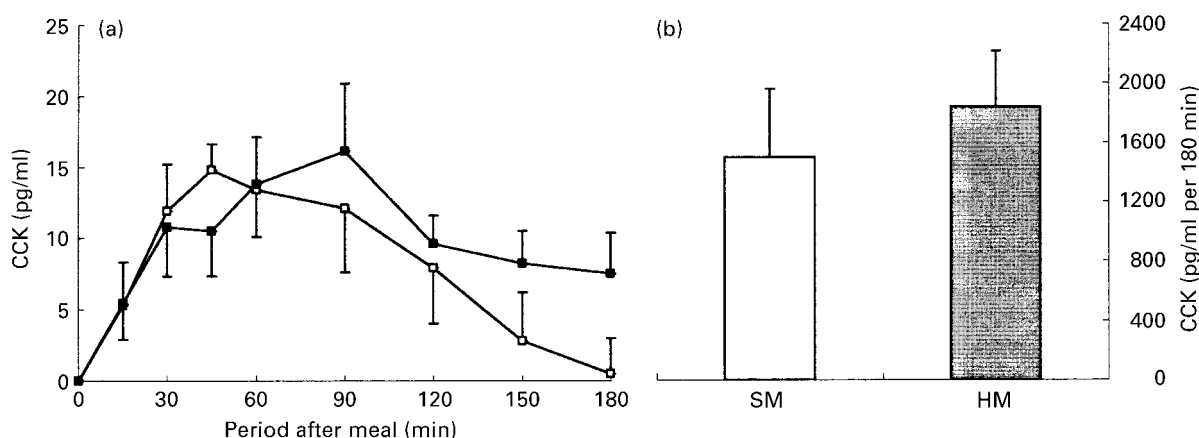 (a)
CCK (pg/ml)
25
20
15
10
5
0
0 30 60 90 120 150 180
Period after meal (min)
(b)
2400
2000
1600
1200
800
400
0
CCK (pg/ml per 180 min)
SM HM